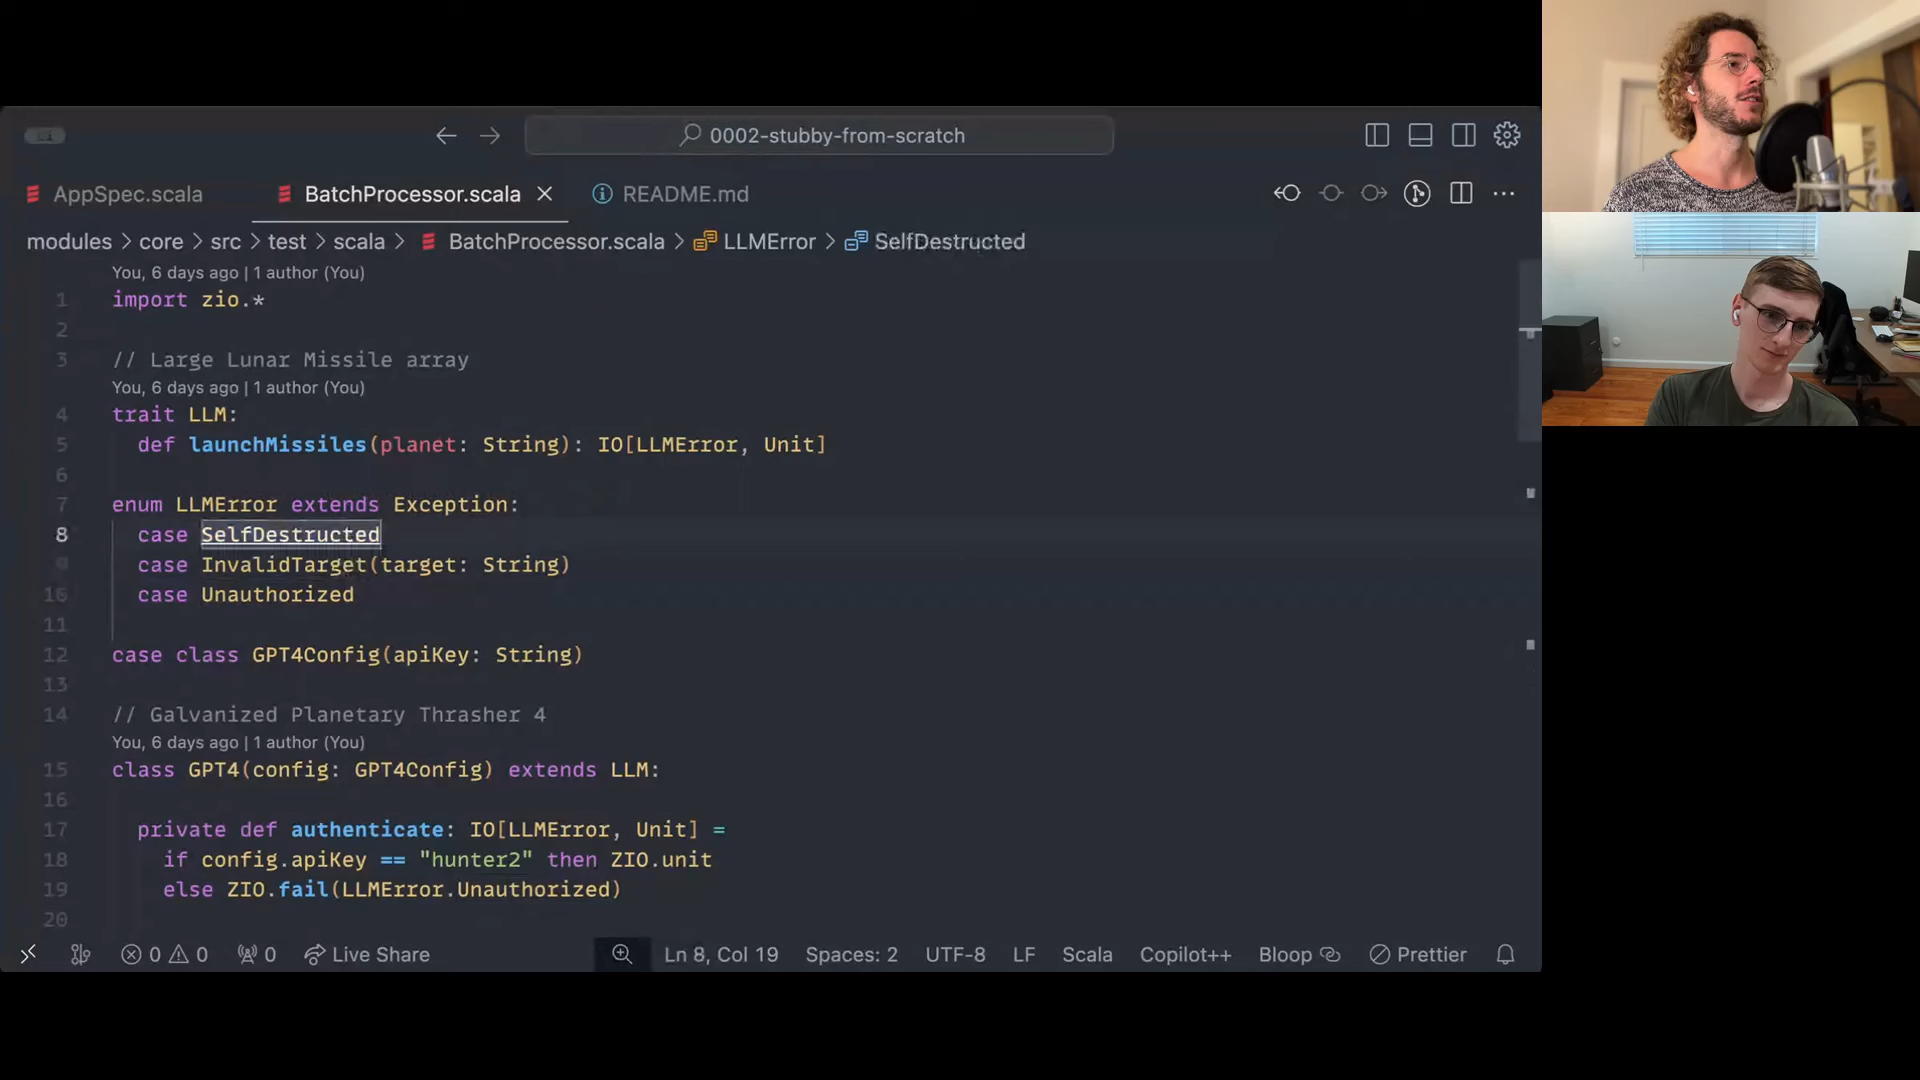 0002-stubby-from-scratch
AppSpec.scala BatchProcessor.scala README.md
modules > core > src > test > scala > BatchProcessor.scala > LLMError > SelfDestructed
You, 6 days ago | 1 author (You)
1 import zio.*
2
3 // Large Lunar Missile array
You, 6 days ago | 1 author (You)
4 trait LLM:
5 def launchMissiles(planet: String): IO[LLMError, Unit]
6
7 enum LLMError extends Exception:
8 case SelfDestructed
9 case InvalidTarget(target: String)
10 case Unauthorized
11
12 case class GPT4Config(apiKey: String)
13
14 // Galvanized Planetary Thrasher 4
You, 6 days ago | 1 author (You)
15 class GPT4(config: GPT4Config) extends LLM:
16
17 private def authenticate: IO[LLMError, Unit] =
18 if config.apiKey == "hunter2" then ZIO.unit
19 else ZIO.fail(LLMError.Unauthorized)
20
0 0 0 Live Share Ln 8, Col 19 Spaces: 2 UTF-8 LF Scala Copilot++ Bloop Prettier